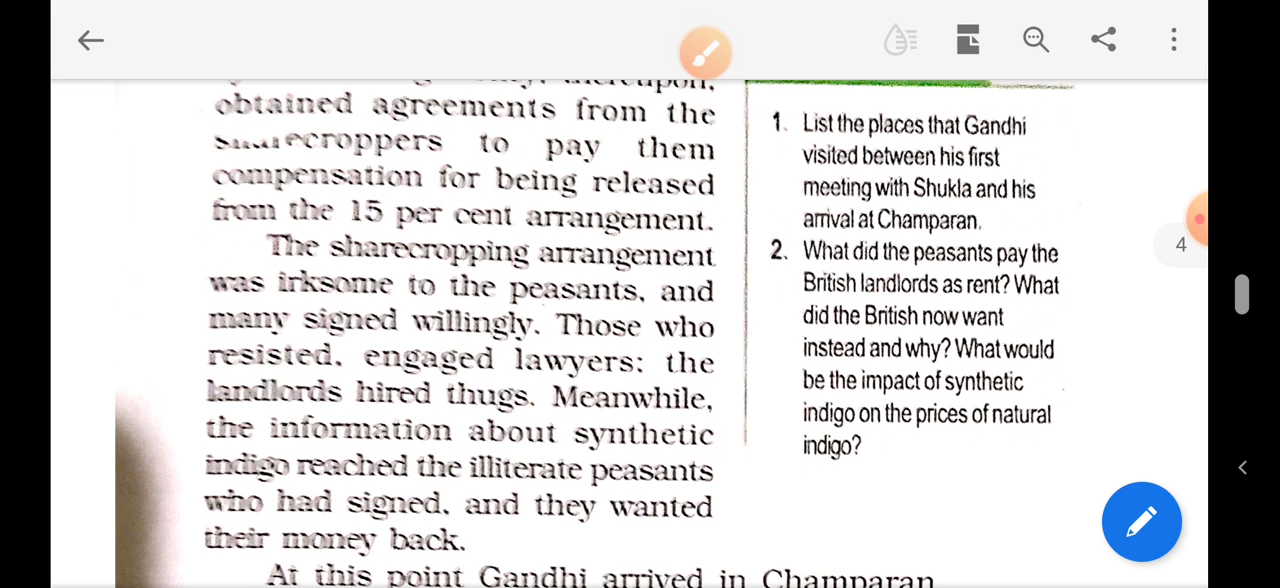 obtained agreements from the
sharecroppers to pay them
compensation for being released
from the 15 per cent arrangement.
The sharecropping arrangement
was irksome to the peasants, and
many signed willingly. Those who
resisted, engaged lawyers; the
landlords hired thugs. Meanwhile,
the information about synthetic
indigo reached the illiterate peasants
who had signed, and they wanted
their money back.
At this point Gandhi arrived in Champaran
1. List the places that Gandhi
visited between his first
meeting with Shukla and his
arrival at Champaran.
2. What did the peasants pay the
British landlords as rent? What
did the British now want
instead and why? What would
be the impact of synthetic
indigo on the prices of natural
indigo?
4